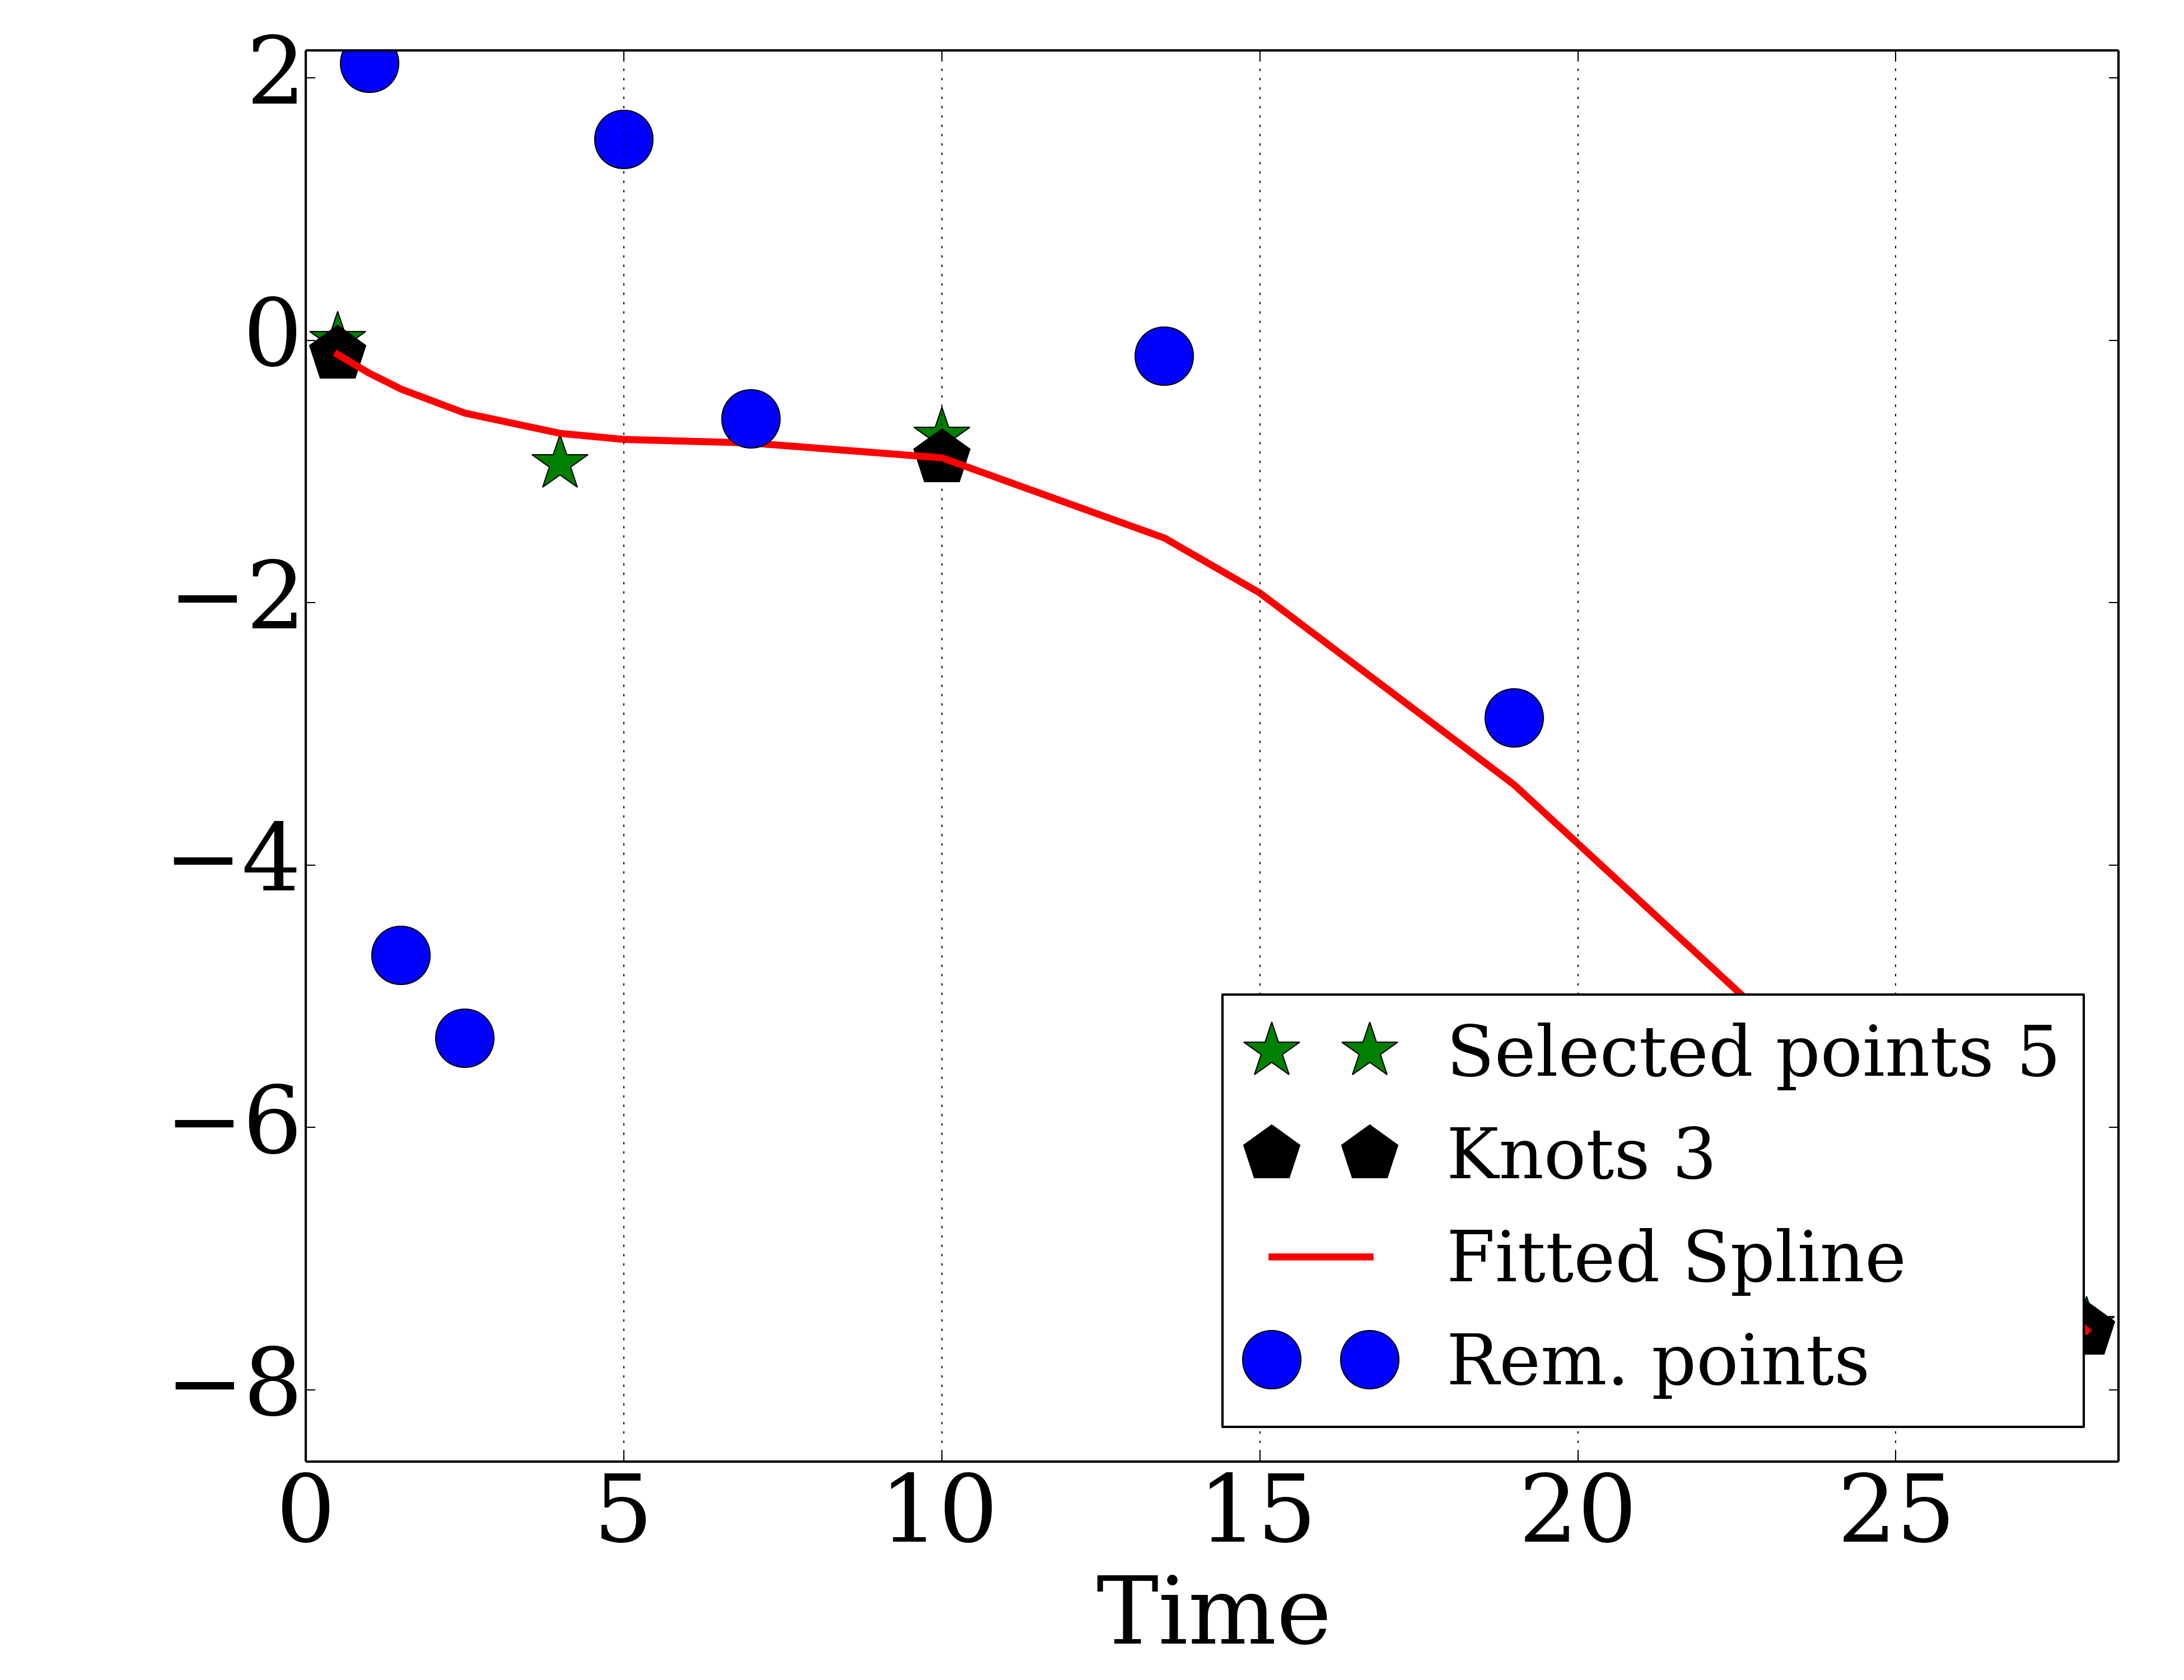 2
0
−2
−4
−6
−8
Selected points 5
Knots 3
Fitted Spline
Rem. points
0 5 10 15 20 25
Time